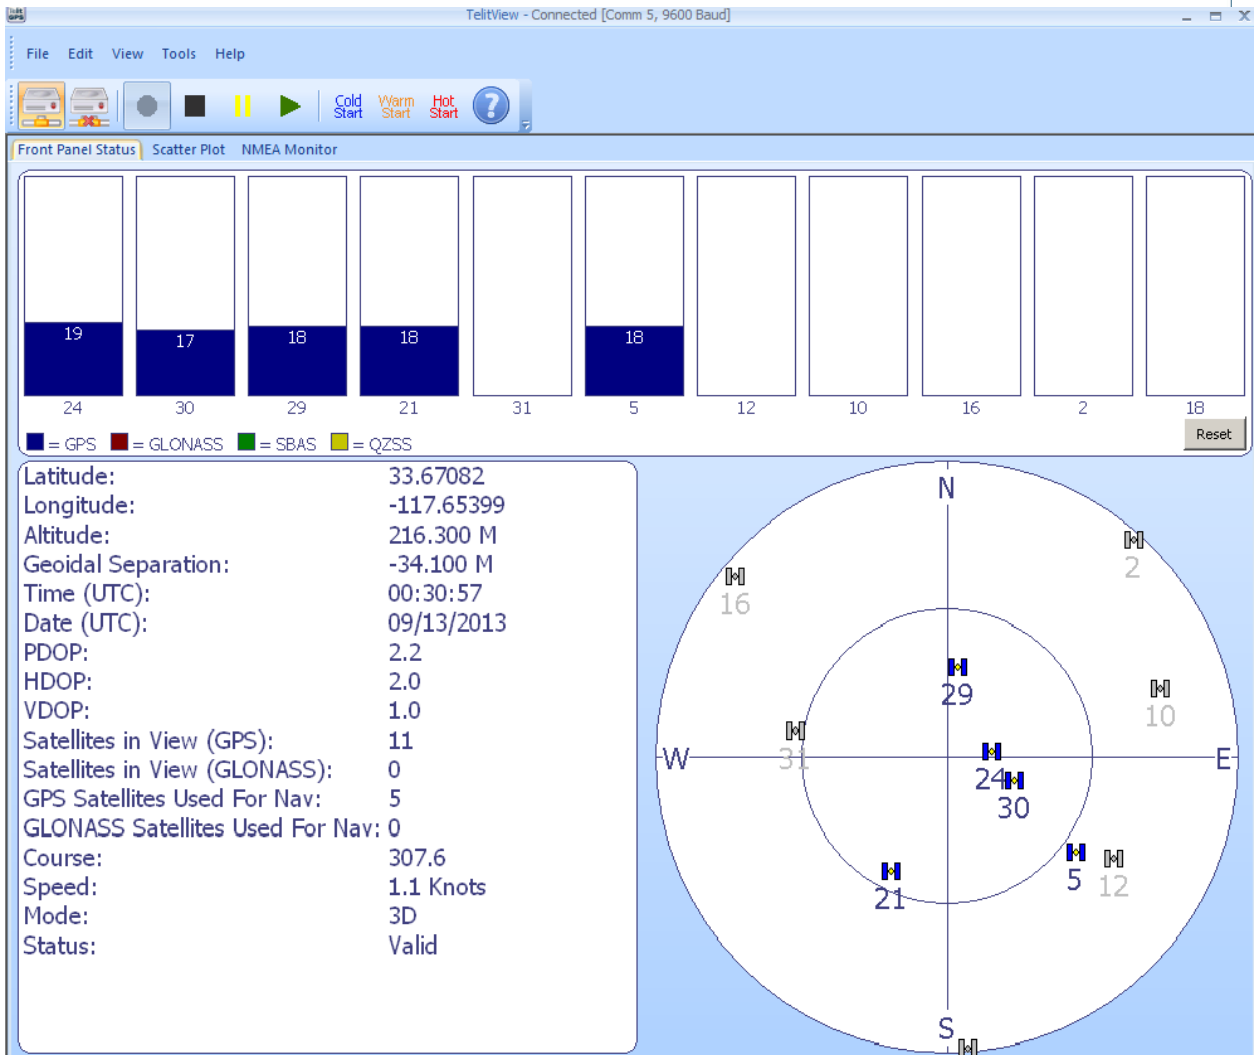 TelitView - Connected [Comm 5, 9600 Baud]
File Edit View Tools Help
Cold Start Warm Start Hot Start ?
Front Panel Status Scatter Plot NMEA Monitor
19 17 18 18 18
24 30 29 21 31 5 12 10 16 2 18
= GPS = GLONASS = SBAS = QZSS Reset
Latitude: 33.67082
Longitude: -117.65399
Altitude: 216.300 M
Geoidal Separation: -34.100 M
Time (UTC): 00:30:57
Date (UTC): 09/13/2013
PDOP: 2.2
HDOP: 2.0
VDOP: 1.0
Satellites in View (GPS): 11
Satellites in View (GLONASS): 0
GPS Satellites Used For Nav: 5
GLONASS Satellites Used For Nav: 0
Course: 307.6
Speed: 1.1 Knots
Mode: 3D
Status: Valid
N
2
16
29
10
31
W
E
24
30
5
12
21
S